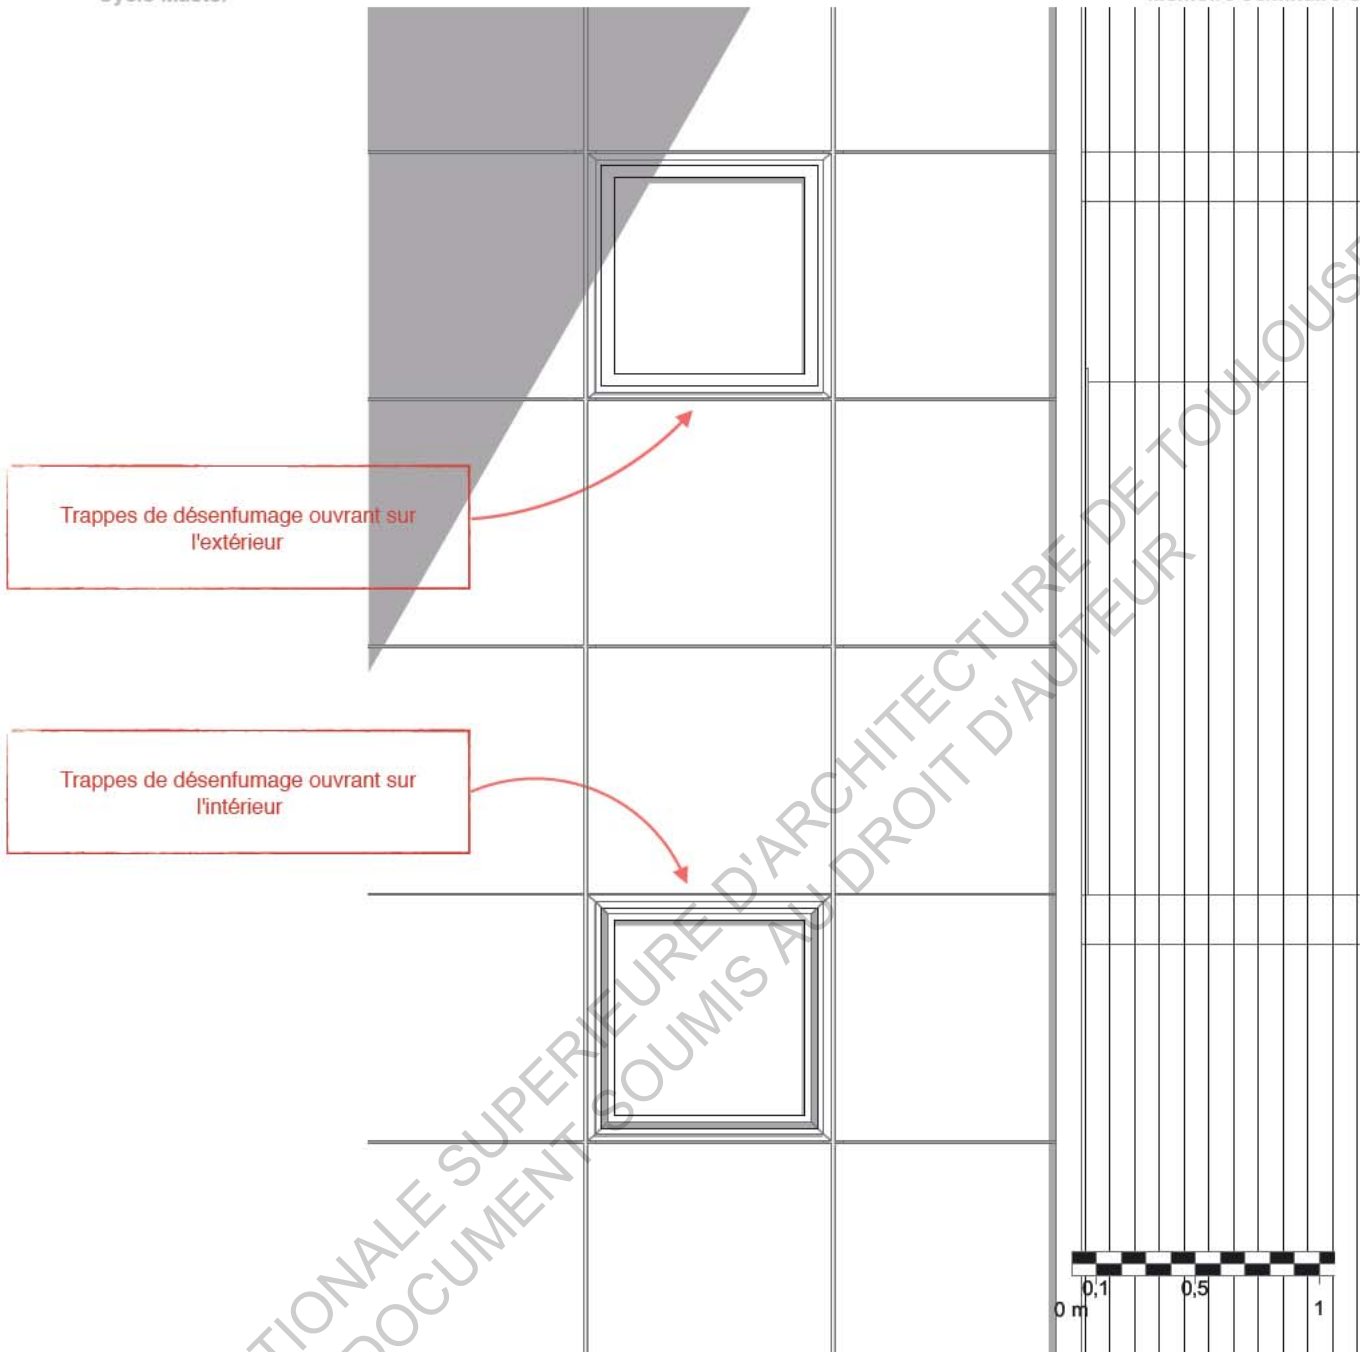 Trappes de désenfumage ouvrant sur
l'extérieur
Trappes de désenfumage ouvrant sur
l'intérieur
DE TOULOUSE
SUPERIEURE D'ARCHITECTURE
DOCUMENT SOUMIS AU DROIT D'AUTEUR
0 m
0,1
0,5
1